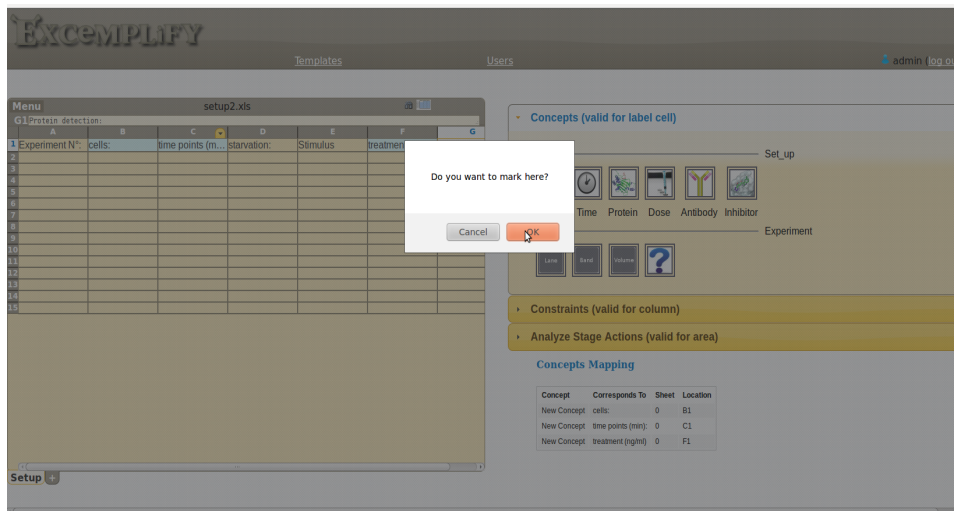 EXCEMPLIFY
Templates
Users
admin (log ou
Menu
setup2.xls
G1 Protein detection:
A B C D E F G
1 Experiment N°: cells: time points (m... starvation: Stimulus treatmen
2
3
4
5
6
7
8
9
10
11
12
13
14
15
Setup +
Do you want to mark here?
Cancel
OK
Concepts (valid for label cell)
Set_up
Time Protein Dose Antibody Inhibitor
Experiment
Lane Band Volume ?
Constraints (valid for column)
Analyze Stage Actions (valid for area)
Concepts Mapping
Concept Corresponds To Sheet Location
New Concept cells: 0 B1
New Concept time points (min): 0 C1
New Concept treatment (ng/ml) 0 F1